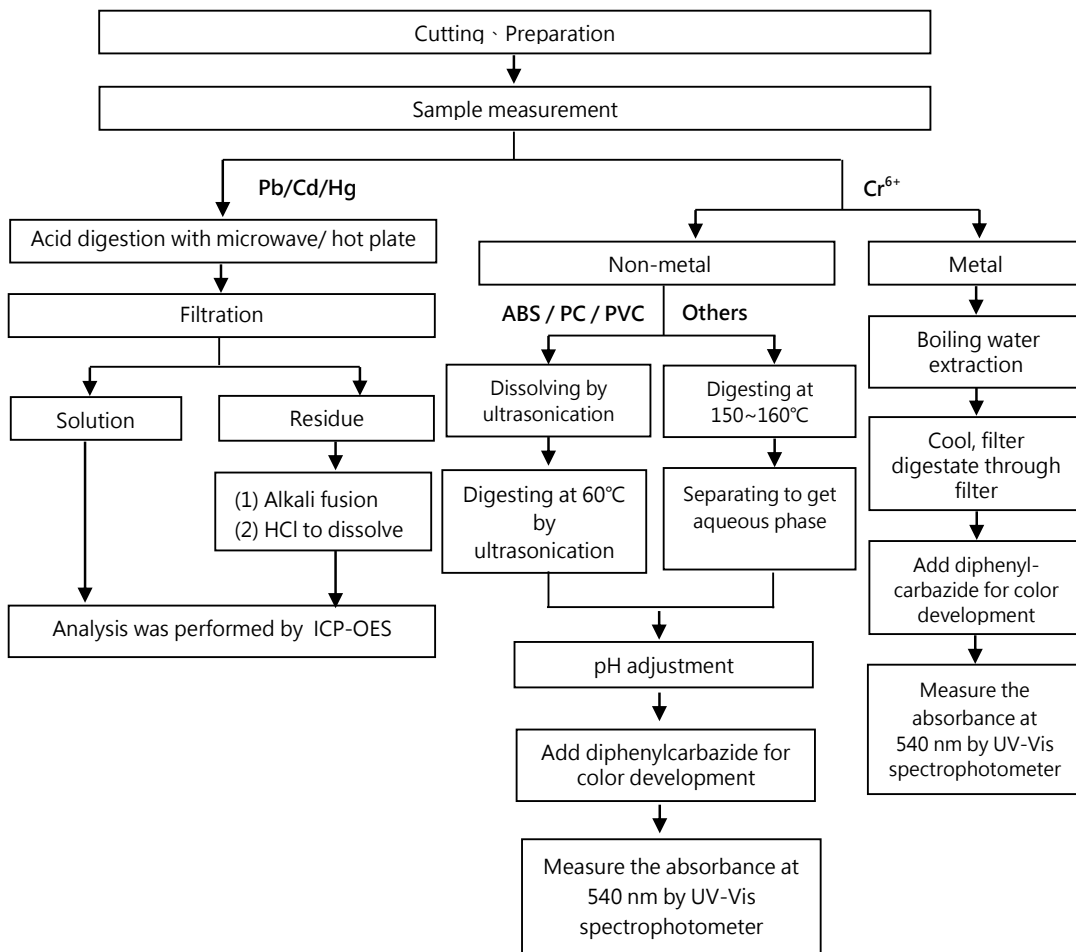 Cutting、Preparation
Sample measurement
Pb/Cd/Hg
Cr⁶⁺
Acid digestion with microwave/ hot plate
Non-metal
Metal
Filtration
ABS / PC / PVC
Others
Boiling water
extraction
Solution
Residue
Dissolving by
ultrasonication
Digesting at
150~160℃
Cool, filter
digestate through
filter
(1) Alkali fusion
(2) HCl to dissolve
Digesting at 60℃
by
ultrasonication
Separating to get
aqueous phase
Add diphenyl-
carbazide for color
development
Analysis was performed by ICP-OES
pH adjustment
Measure the
absorbance at
540 nm by UV-Vis
spectrophotometer
Add diphenylcarbazide for
color development
Measure the absorbance at
540 nm by UV-Vis
spectrophotometer